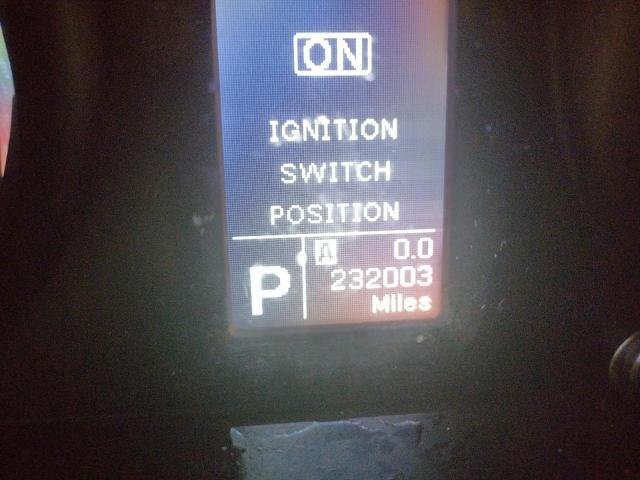 ON
IGNITION
SWITCH
POSITION
A 0.0
P 232003
Miles